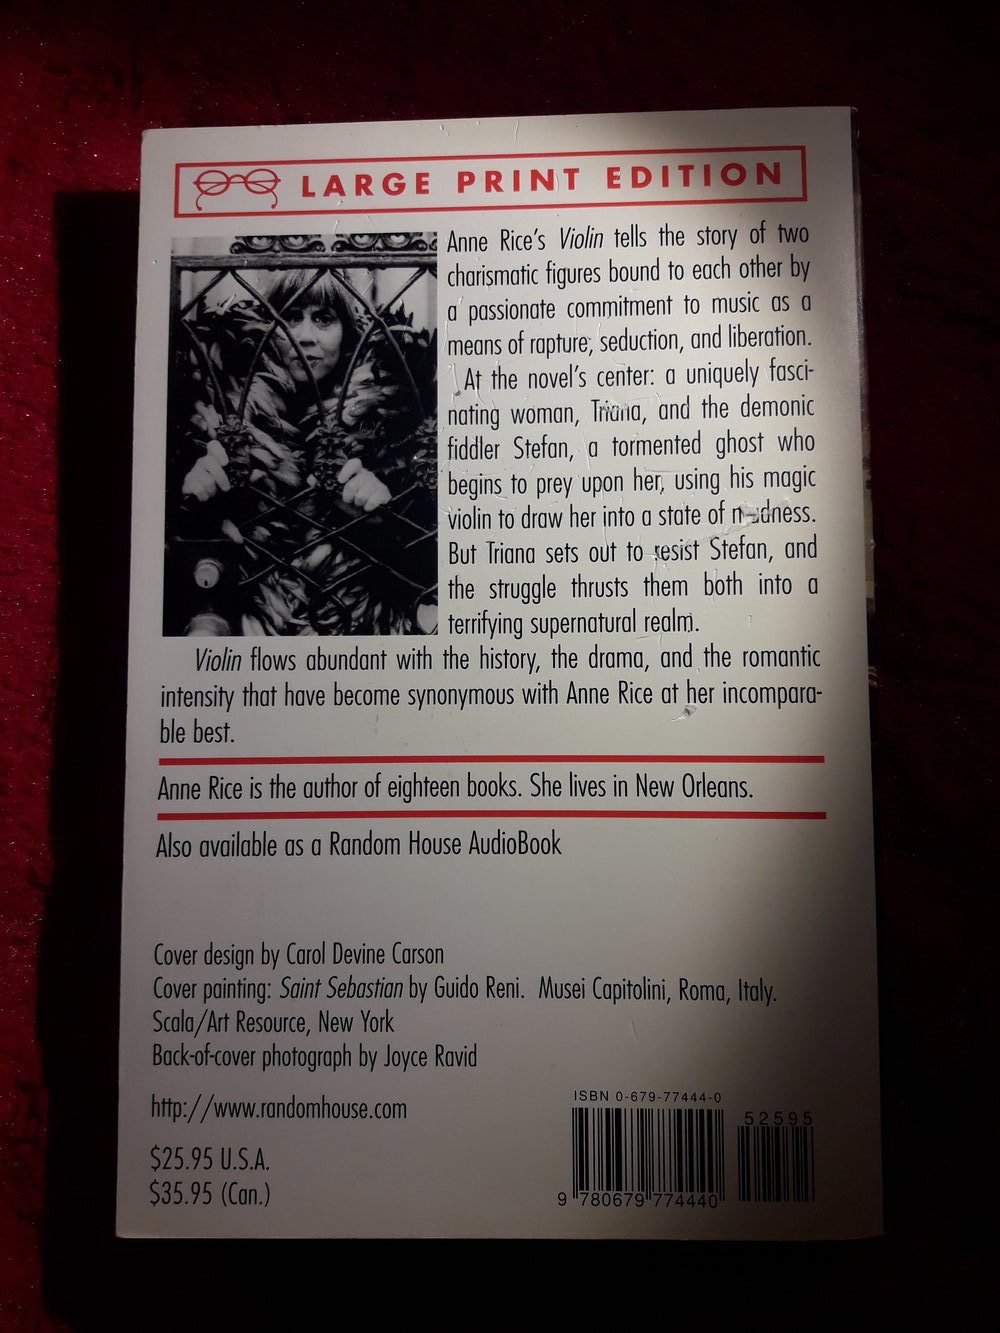 LARGE PRINT EDITION
Anne Rice's Violin tells the story of two
charismatic figures bound to each other by
a passionate commitment to music as a
means of rapture, seduction, and liberation.
At the novel's center: a uniquely fasci-
nating woman, Triana, and the demonic
fiddler Stefan, a tormented ghost who
begins to prey upon her, using his magic
violin to draw her into a state of madness.
But Triana sets out to resist Stefan, and
the struggle thrusts them both into a
terrifying supernatural realm.
Violin flows abundant with the history, the drama, and the romantic
intensity that have become synonymous with Anne Rice at her incompara-
ble best.
Anne Rice is the author of eighteen books. She lives in New Orleans.
Also available as a Random House AudioBook
Cover design by Carol Devine Carson
Cover painting: Saint Sebastian by Guido Reni. Musei Capitolini, Roma, Italy.
Scala/Art Resource, New York
Back-of-cover photograph by Joyce Ravid
http://www.randomhouse.com
$25.95 U.S.A.
$35.95 (Can.)
ISBN 0-679-77444-0
52595
9 780679 774440